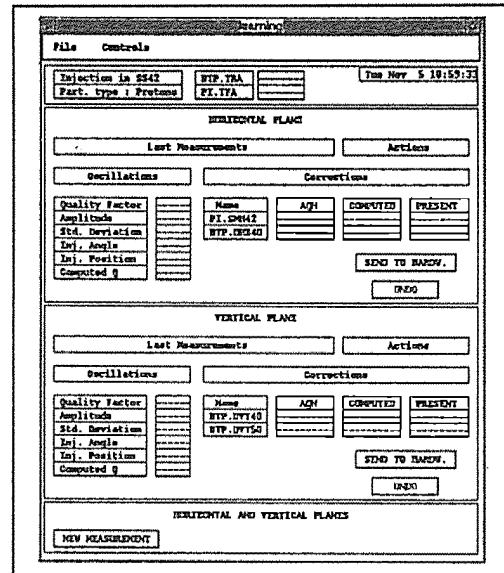 learning
File Controls
Injection in SS42 BTP.TRA Tue Nov 5 10:59:33
Part. type : Protons PI.TFA
HORIZONTAL PLANE
Last Measurements Actions
Oscillations Corrections
Quality Factor Name AQN COMPUTED PRESENT
Amplitude PI.SMH42
Std. Deviation
Inj. Angle
Inj. Position SEND TO HARDW.
Computed Q
UNDO
VERTICAL PLANE
Last Measurements Actions
Oscillations Corrections
Quality Factor Name AQN COMPUTED PRESENT
Amplitude BTP.DVT40
Std. Deviation BTP.DVT50
Inj. Angle
Inj. Position SEND TO HARDW.
Computed Q
UNDO
HORIZONTAL AND VERTICAL PLANES
NEW MEASUREMENT